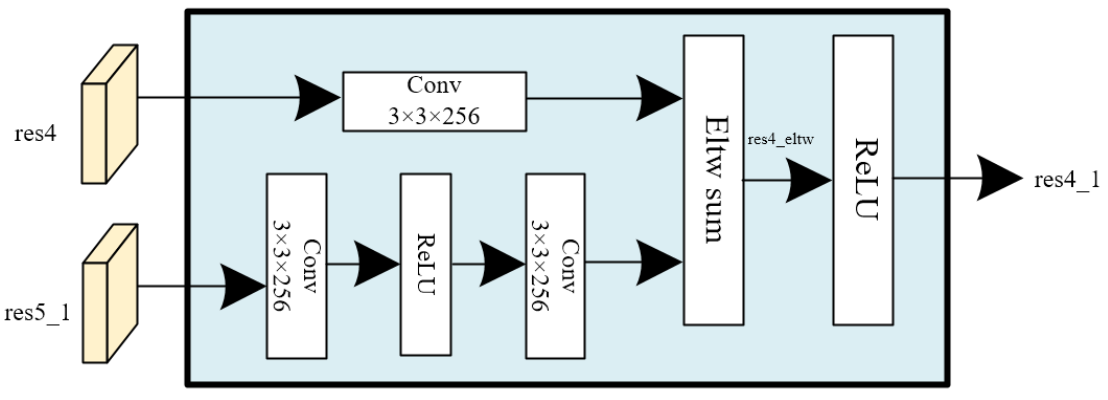 res4
Conv
3×3×256
Eltw sum
res4_eltw
ReLU
res4_1
res5_1
Conv
3×3×256
ReLU
Conv
3×3×256